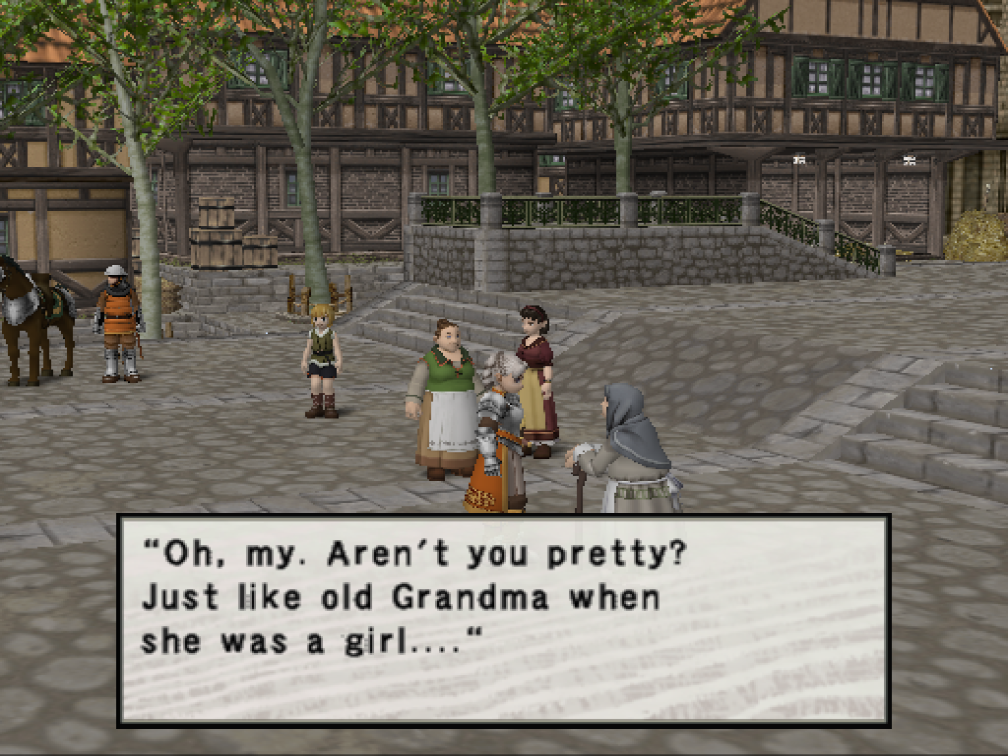 “Oh, my. Aren't you pretty?
Just like old Grandma when
she was a girl....“